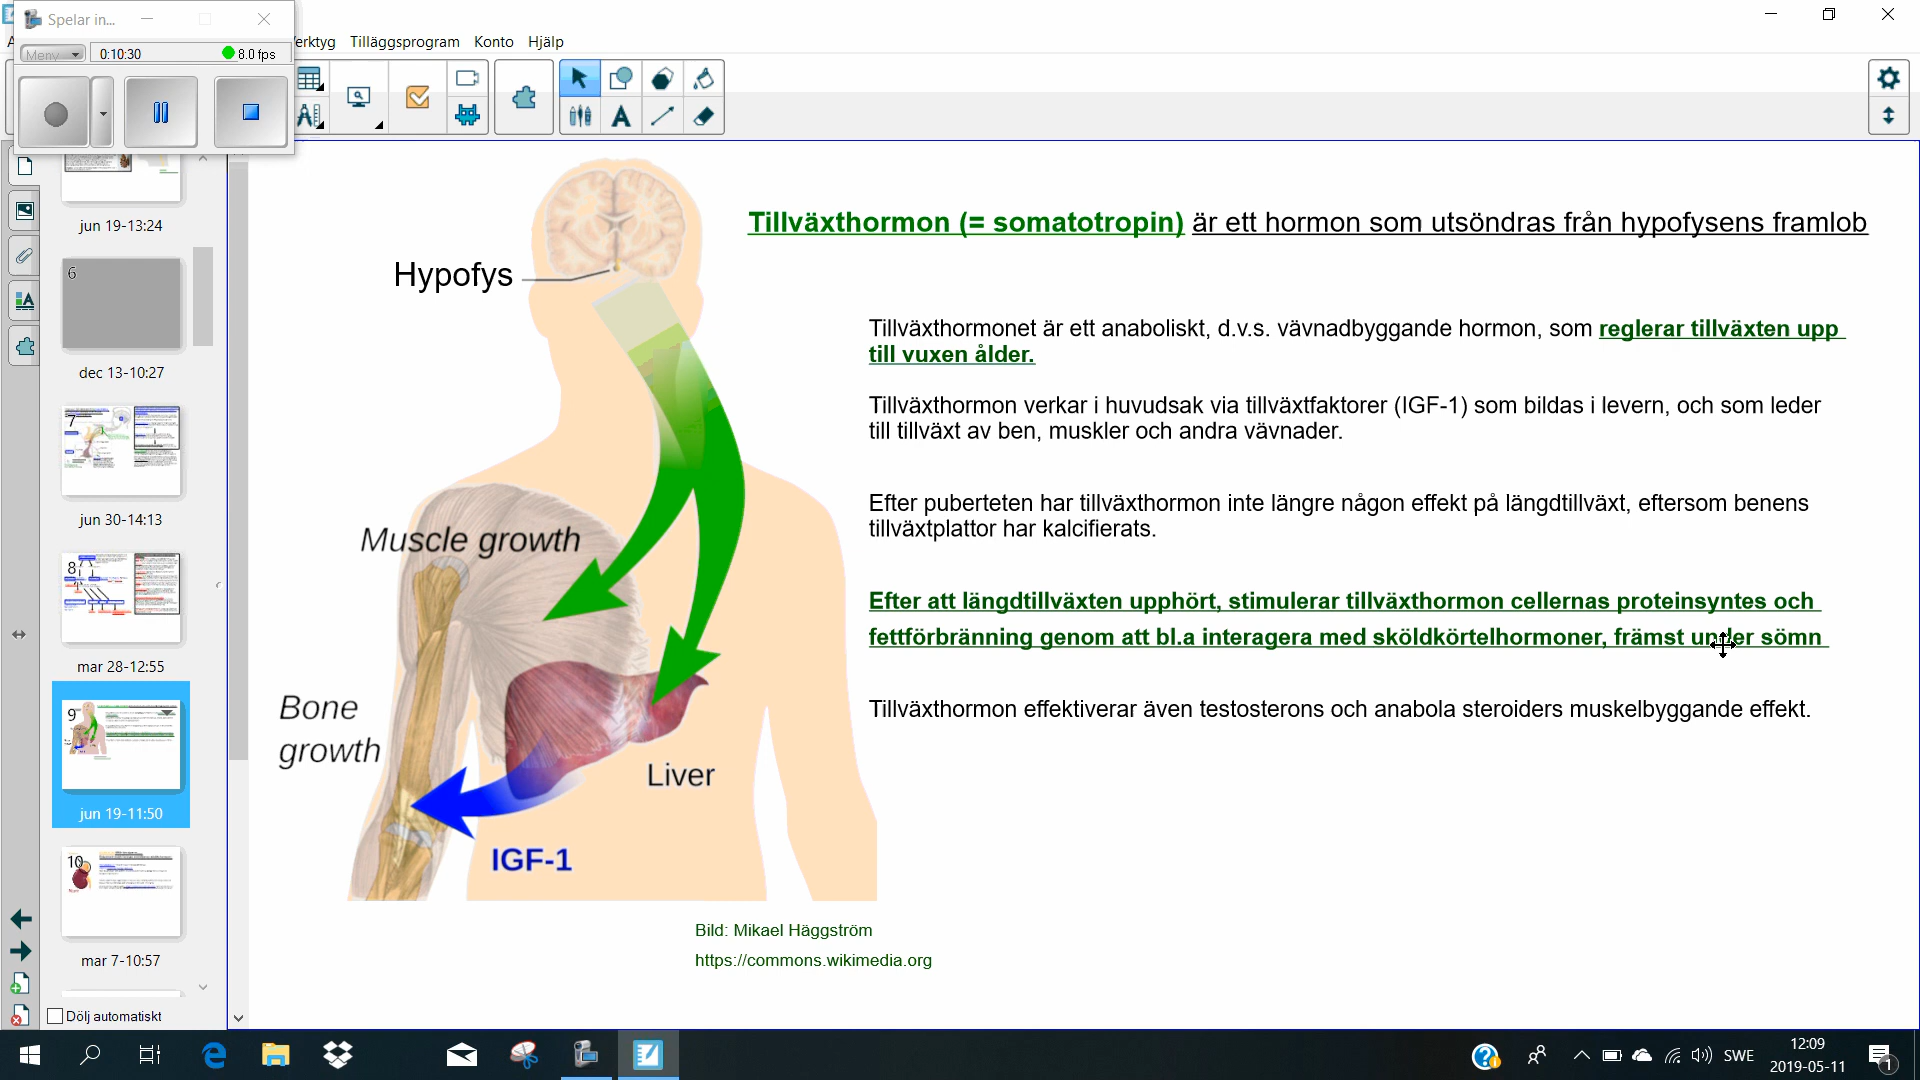 Spelar in...
Meny
0:10:30
8.0 fps
erktyg Tilläggsprogram Konto Hjälp
jun 19-13:24
6
dec 13-10:27
7
jun 30-14:13
8
mar 28-12:55
9
jun 19-11:50
10
mar 7-10:57
Dölj automatiskt
Tillväxthormon (= somatotropin) är ett hormon som utsöndras från hypofysens framlob
Hypofys
Tillväxthormonet är ett anaboliskt, d.v.s. vävnadbyggande hormon, som reglerar tillväxten upp
till vuxen ålder.
Tillväxthormon verkar i huvudsak via tillväxtfaktorer (IGF-1) som bildas i levern, och som leder
till tillväxt av ben, muskler och andra vävnader.
Efter puberteten har tillväxthormon inte längre någon effekt på längdtillväxt, eftersom benens
tillväxtplattor har kalcifierats.
Muscle growth
Efter att längdtillväxten upphört, stimulerar tillväxthormon cellernas proteinsyntes och
fettförbränning genom att bl.a interagera med sköldkörtelhormoner, främst under sömn
Bone
growth
Tillväxthormon effektiverar även testosterons och anabola steroiders muskelbyggande effekt.
Liver
IGF-1
Bild: Mikael Häggström
https://commons.wikimedia.org
SWE
12:09
2019-05-11
1